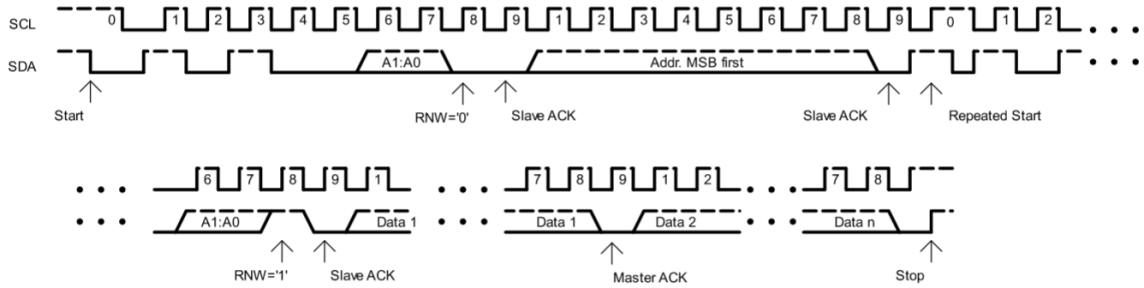 SCL 0 1 2 3 4 5 6 7 8 9 1 2 3 4 5 6 7 8 9 0 1 2
SDA A1:A0 Addr. MSB first
Start RNW='0' Slave ACK Slave ACK Repeated Start
6 7 8 9 1 7 8 9 1 2 7 8
A1:A0 Data 1 Data 1 Data 2 Data n
RNW='1' Slave ACK Master ACK Stop